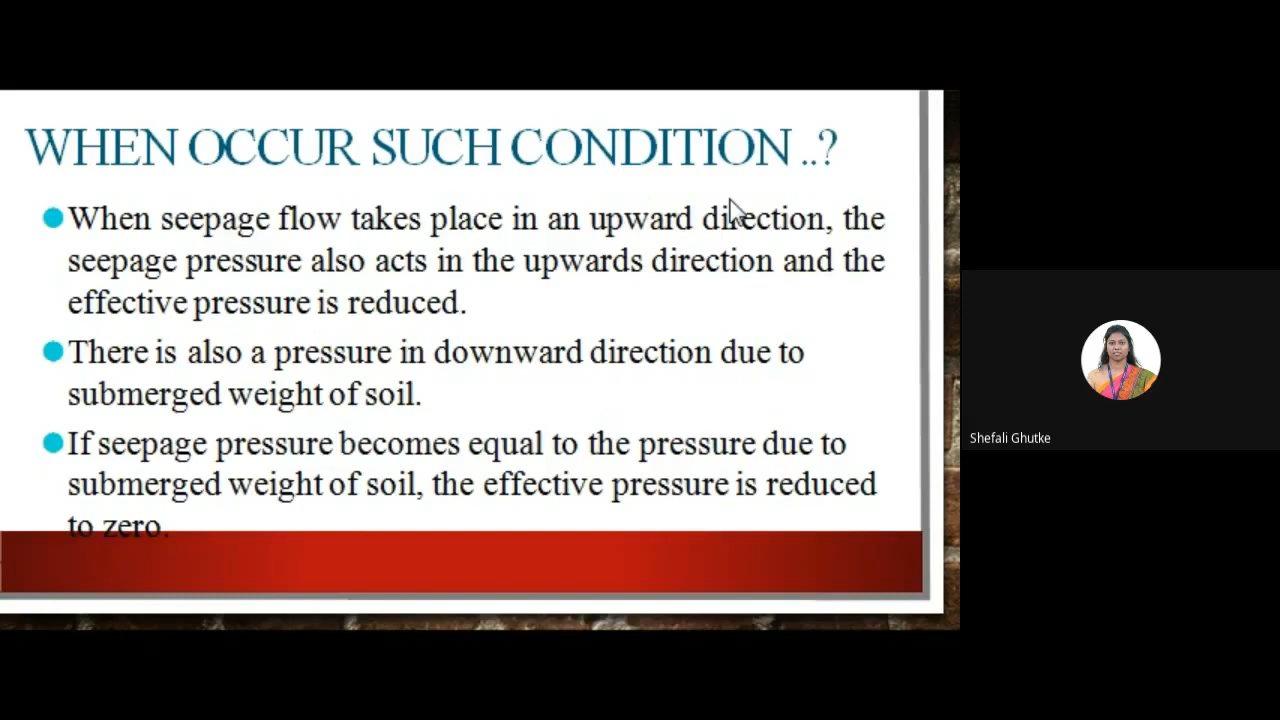 WHEN OCCUR SUCH CONDITION ..?
When seepage flow takes place in an upward direction, the
seepage pressure also acts in the upwards direction and the
effective pressure is reduced.
There is also a pressure in downward direction due to
submerged weight of soil.
If seepage pressure becomes equal to the pressure due to
submerged weight of soil, the effective pressure is reduced
to zero.
Shefali Ghutke